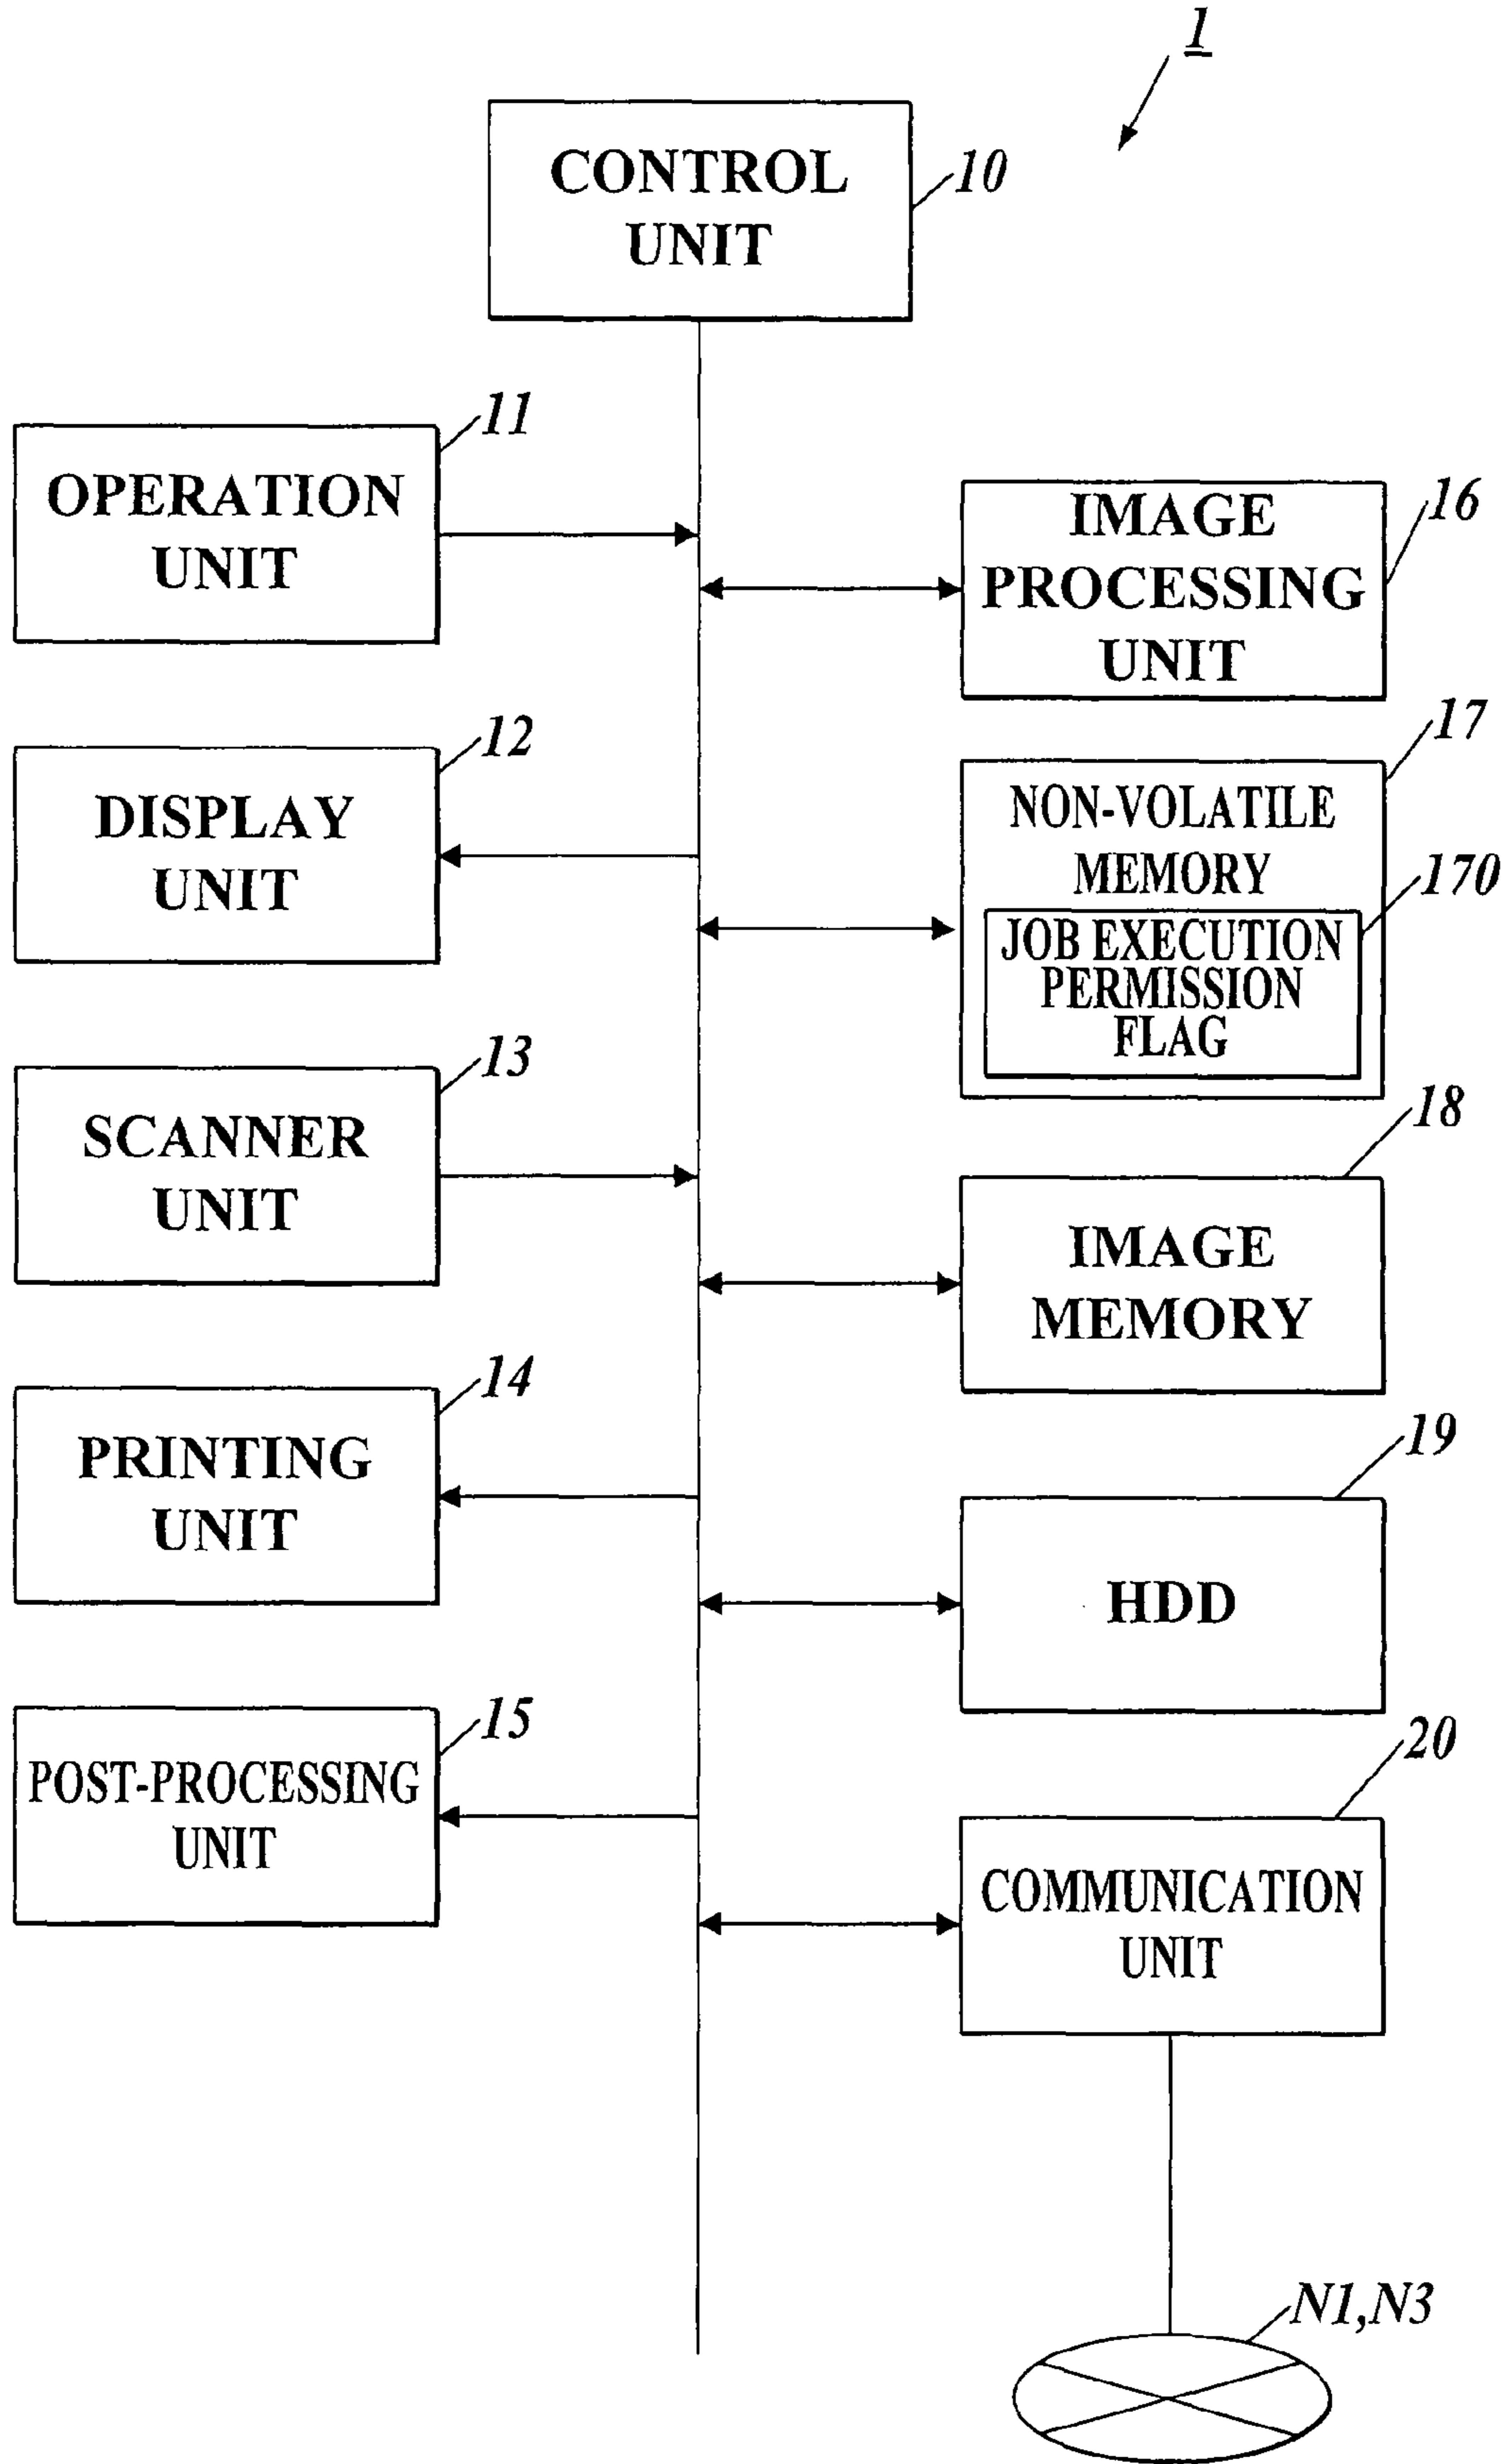 1
CONTROL
UNIT
10
OPERATION
UNIT
11
DISPLAY
UNIT
12
SCANNER
UNIT
13
PRINTING
UNIT
14
POST-PROCESSING
UNIT
15
IMAGE
PROCESSING
UNIT
16
NON-VOLATILE
MEMORY
17
JOB EXECUTION
PERMISSION
FLAG
170
IMAGE
MEMORY
18
HDD
19
COMMUNICATION
UNIT
20
N1,N3